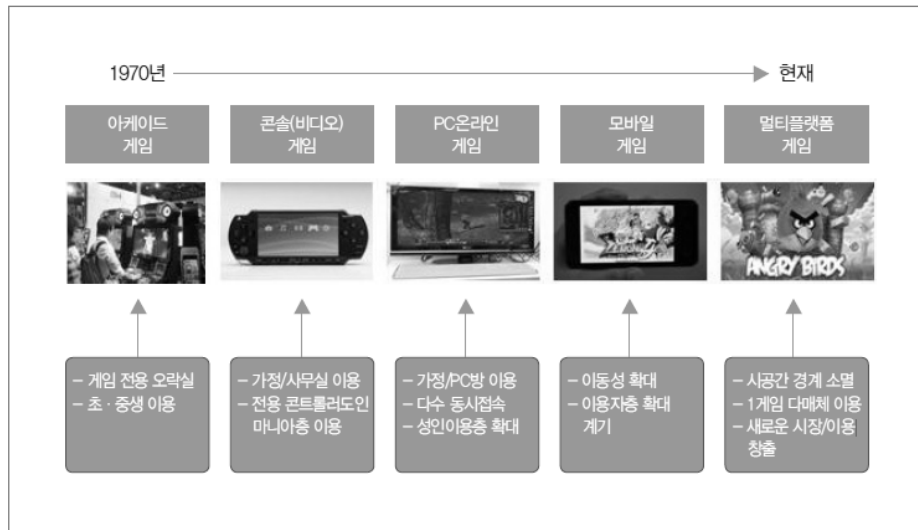 1970년
현재
아케이드
게임
콘솔(비디오)
게임
PC온라인
게임
모바일
게임
멀티플랫폼
게임
ANGRY BIRDS
– 게임 전용 오락실
– 초 · 중생 이용
– 가정/사무실 이용
– 전용 콘트롤러도인
마니아층 이용
– 가정/PC방 이용
– 다수 동시접속
– 성인이용층 확대
– 이동성 확대
– 이용자층 확대
계기
– 시공간 경계 소멸
– 1게임 다매체 이용
– 새로운 시장/이용
창출